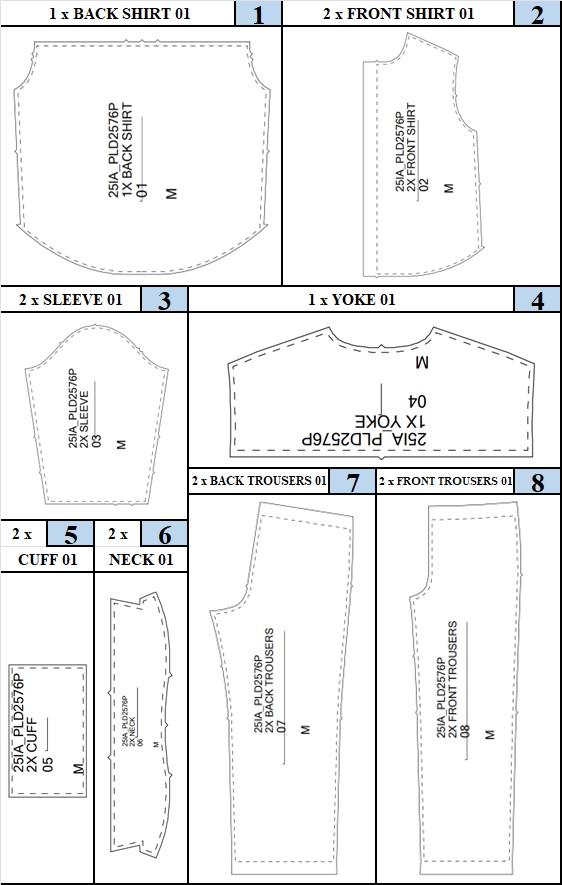 1 x BACK SHIRT 01
1
25IA_PLD2576P
1X BACK SHIRT
01
M
2 x FRONT SHIRT 01
2
25IA_PLD2576P
2X FRONT SHIRT
02
M
2 x SLEEVE 01
3
25IA_PLD2576P
2X SLEEVE
03
M
1 x YOKE 01
4
25IA_PLD2576P
1X YOKE
04
M
2 x
5
CUFF 01
25IA_PLD2576P
2X CUFF
05
M
2 x
6
NECK 01
25IA_PLD2576P
2X NECK
06
M
2 x BACK TROUSERS 01
7
25IA_PLD2576P
2X BACK TROUSERS
07
M
2 x FRONT TROUSERS 01
8
25IA_PLD2576P
2X FRONT TROUSERS
08
M